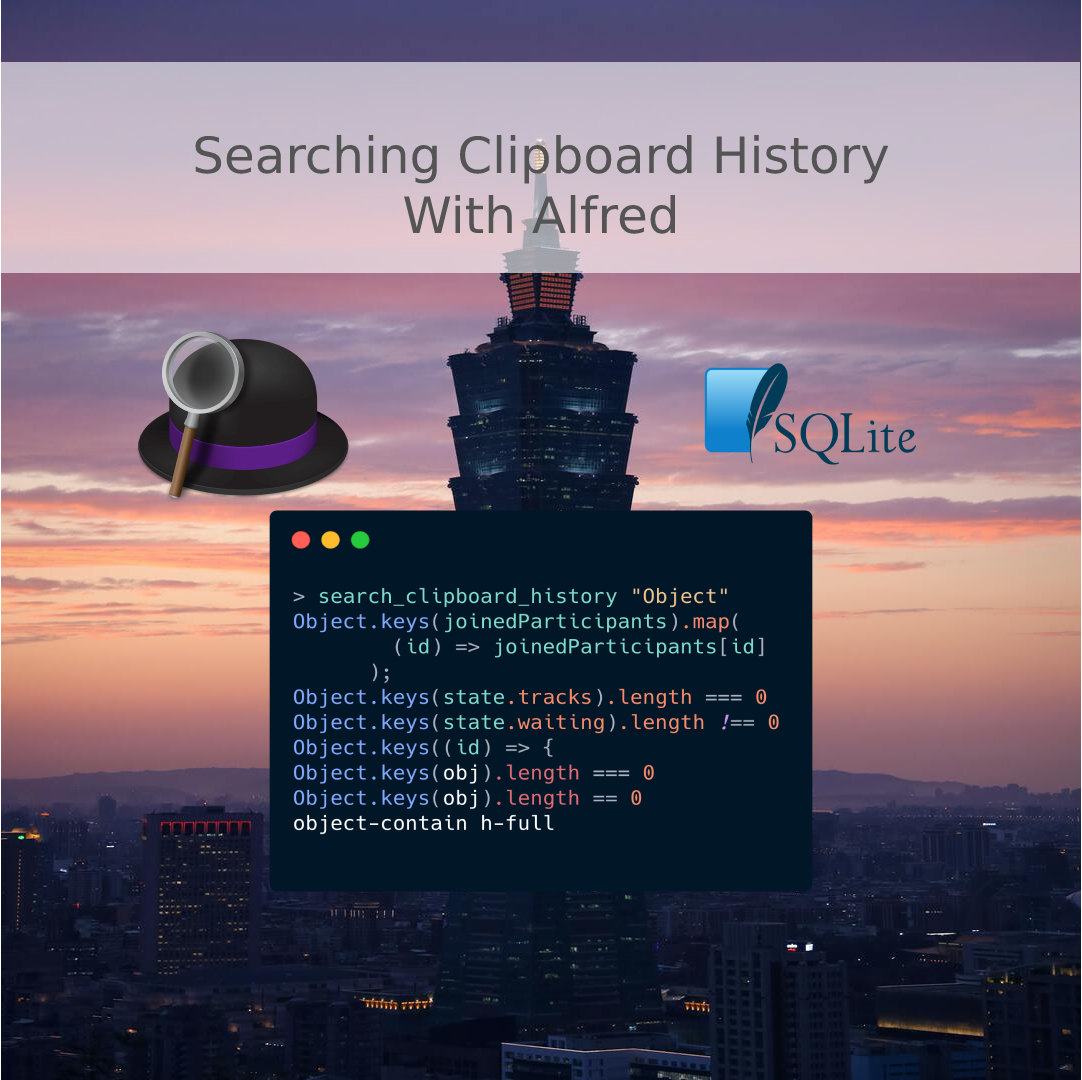 Searching Clipboard History
With Alfred
SQLite
> search_clipboard_history "Object"
Object.keys(joinedParticipants).map(
        (id) => joinedParticipants[id]
      );
Object.keys(state.tracks).length === 0
Object.keys(state.waiting).length !== 0
Object.keys((id) => {
Object.keys(obj).length === 0
Object.keys(obj).length == 0
object-contain h-full